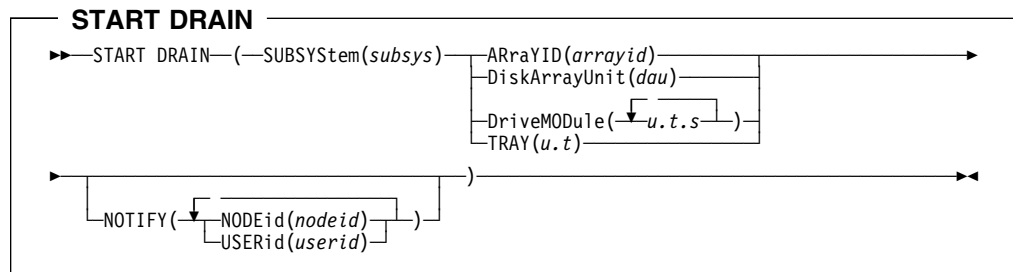 START DRAIN
START DRAIN ( SUBSYStem(subsys) ARraYID(arrayid)
DiskArrayUnit(dau)
DriveMODule( u.t.s )
TRAY(u.t)
)
NOTIFY( NODEid(nodeid) )
USERid(userid)